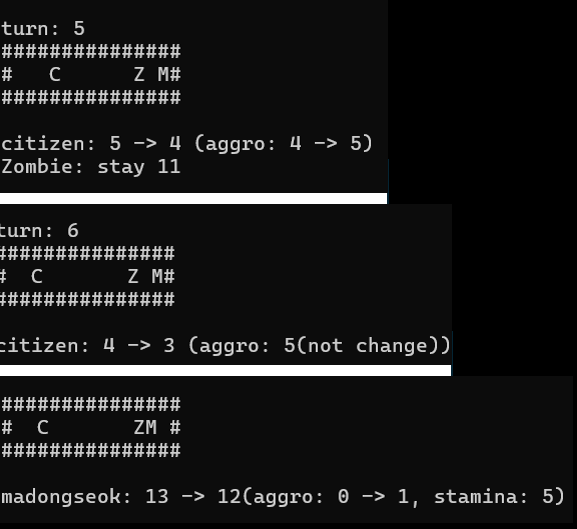 turn: 5
###############
#   C      Z M#
###############
citizen: 5 -> 4 (aggro: 4 -> 5)
Zombie: stay 11
turn: 6
###############
#  C       Z M#
###############
citizen: 4 -> 3 (aggro: 5(not change))
###############
#  C       ZM #
###############
madongseok: 13 -> 12(aggro: 0 -> 1, stamina: 5)